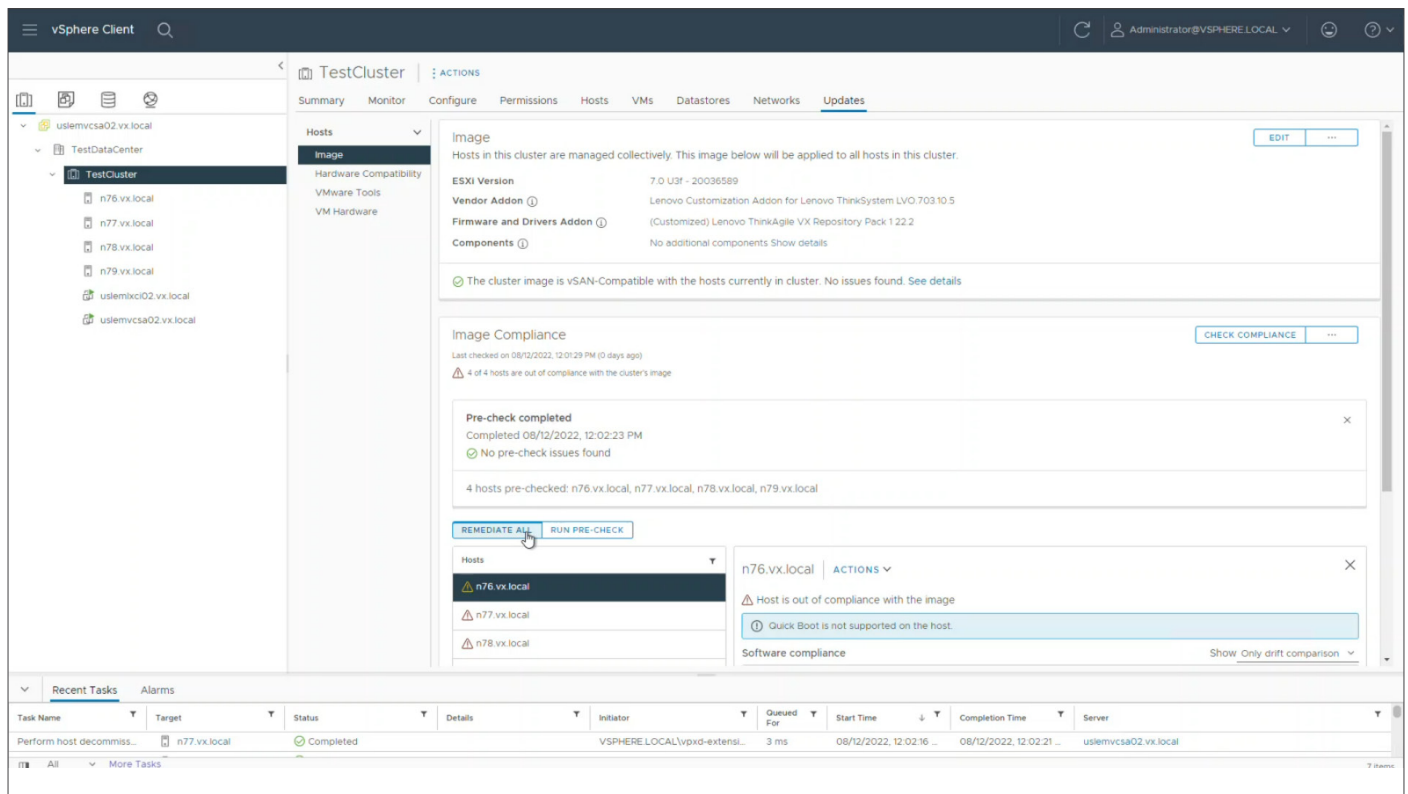 vSphere Client
Administrator@VSPHERE.LOCAL
TestCluster
ACTIONS
Summary Monitor Configure Permissions Hosts VMs Datastores Networks Updates
uslemvcsa02.vx.local
TestDataCenter
TestCluster
n76.vx.local
n77.vx.local
n78.vx.local
n79.vx.local
uslemlxci02.vx.local
uslemvcsa02.vx.local
Hosts
Image
Hardware Compatibility
VMware Tools
VM Hardware
Image
EDIT ...
Hosts in this cluster are managed collectively. This image below will be applied to all hosts in this cluster.
ESXi Version 7.0 U3f - 20036589
Vendor Addon Lenovo Customization Addon for Lenovo ThinkSystem LVO.703.10.5
Firmware and Drivers Addon (Customized) Lenovo ThinkAgile VX Repository Pack 1.22.2
Components No additional components Show details
The cluster image is vSAN-Compatible with the hosts currently in cluster. No issues found. See details
Image Compliance
CHECK COMPLIANCE ...
Last checked on 08/12/2022, 12:01:29 PM (0 days ago)
4 of 4 hosts are out of compliance with the cluster's image
Pre-check completed
Completed 08/12/2022, 12:02:23 PM
No pre-check issues found
4 hosts pre-checked: n76.vx.local, n77.vx.local, n78.vx.local, n79.vx.local
REMEDIATE ALL RUN PRE-CHECK
Hosts
n76.vx.local
n77.vx.local
n78.vx.local
n76.vx.local ACTIONS
Host is out of compliance with the image
Quick Boot is not supported on the host.
Software compliance Show Only drift comparison
Recent Tasks Alarms
Task Name Target Status Details Initiator Queued For Start Time Completion Time Server
Perform host decommiss... n77.vx.local Completed VSPHERE.LOCAL\vpxd-extensi... 3 ms 08/12/2022, 12:02:16 ... 08/12/2022, 12:02:21 ... uslemvcsa02.vx.local
All More Tasks 7 items